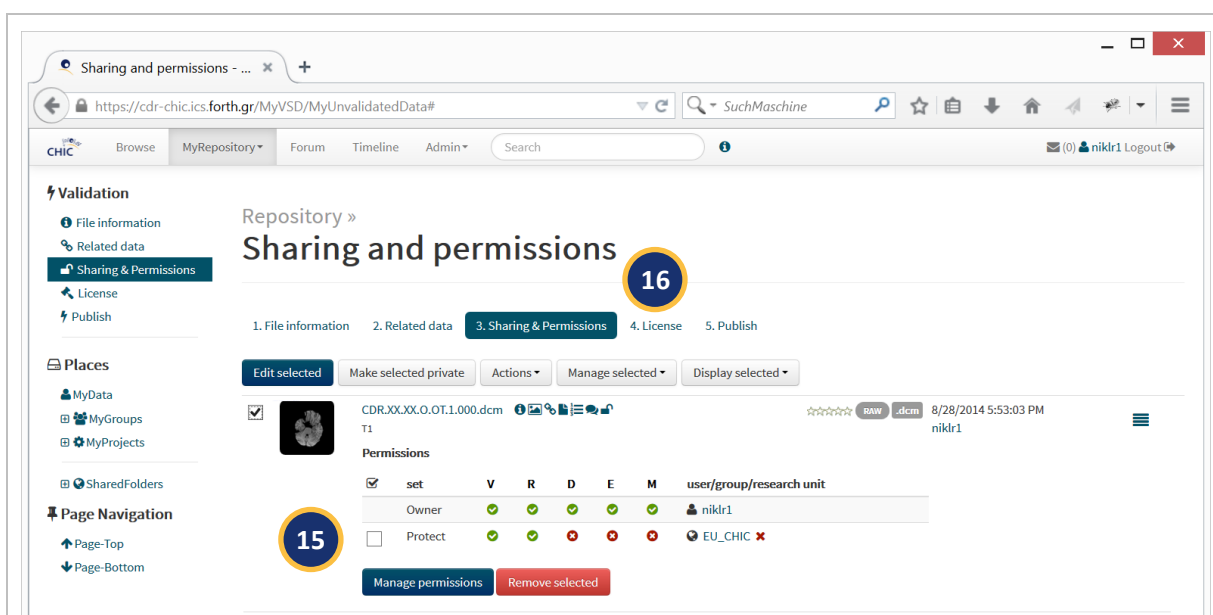 Sharing and permissions - ...
https://cdr-chic.ics.forth.gr/MyVSD/MyUnvalidatedData#
SuchMaschine
CHIC Browse MyRepository Forum Timeline Admin Search (0) niklr1 Logout
Validation
File information
Related data
Sharing & Permissions
License
Publish
Places
MyData
MyGroups
MyProjects
SharedFolders
Page Navigation
Page-Top
Page-Bottom
Repository »
Sharing and permissions
16
1. File information 2. Related data 3. Sharing & Permissions 4. License 5. Publish
Edit selected Make selected private Actions Manage selected Display selected
CDR.XX.XX.O.OT.1.000.dcm RAW .dcm 8/28/2014 5:53:03 PM
T1 niklr1
Permissions
set V R D E M user/group/research unit
Owner niklr1
15 Protect EU_CHIC
Manage permissions Remove selected